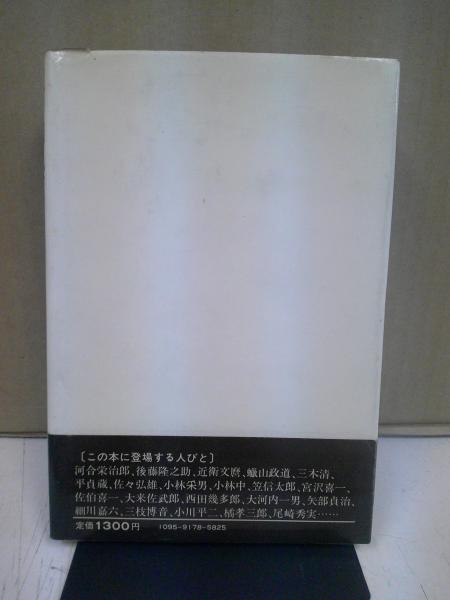 〔この本に登場する人びと〕
河合栄治郎、後藤隆之助、近衛文麿、蠟山政道、三木清、
平貞蔵、佐々弘雄、小林采男、小林中、笠信太郎、宮沢喜一、
佐伯喜一、大来佐武郎、西田幾多郎、大河内一男、矢部貞治、
細川嘉六、三枝博音、小川平二、橘孝三郎、尾崎秀実……
定価1300円 1095-9178-5825